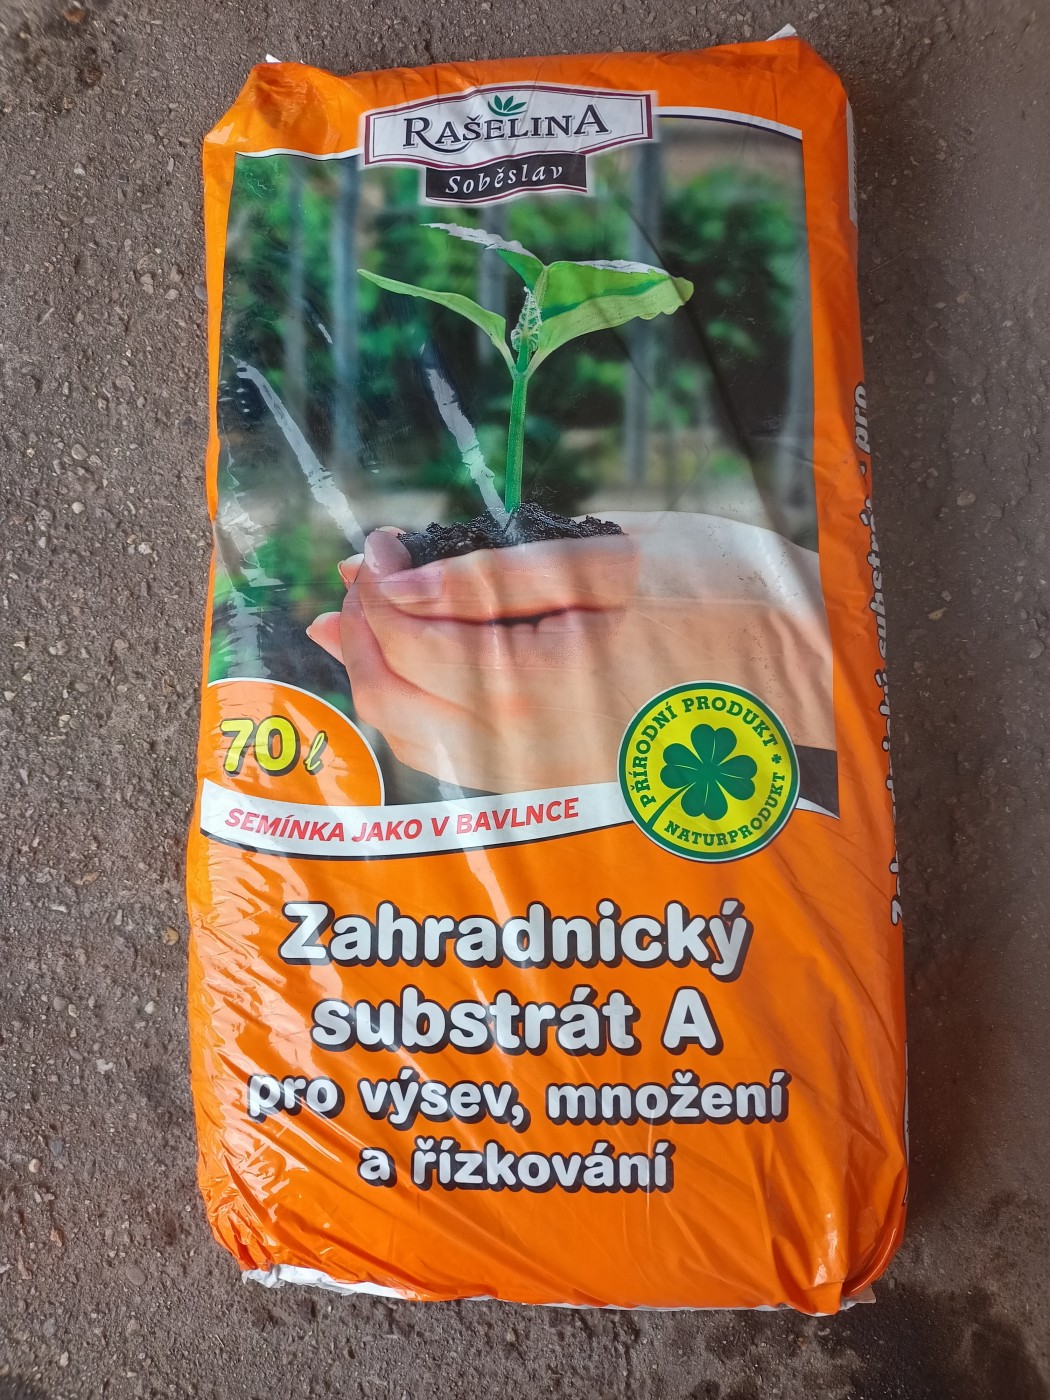 RAŠELINA
Soběslav
70 l
SEMÍNKA JAKO V BAVLNCE
PŘÍRODNÍ PRODUKT
NATURPRODUKT
Zahradnický
substrát A
pro výsev, množení
a řízkování